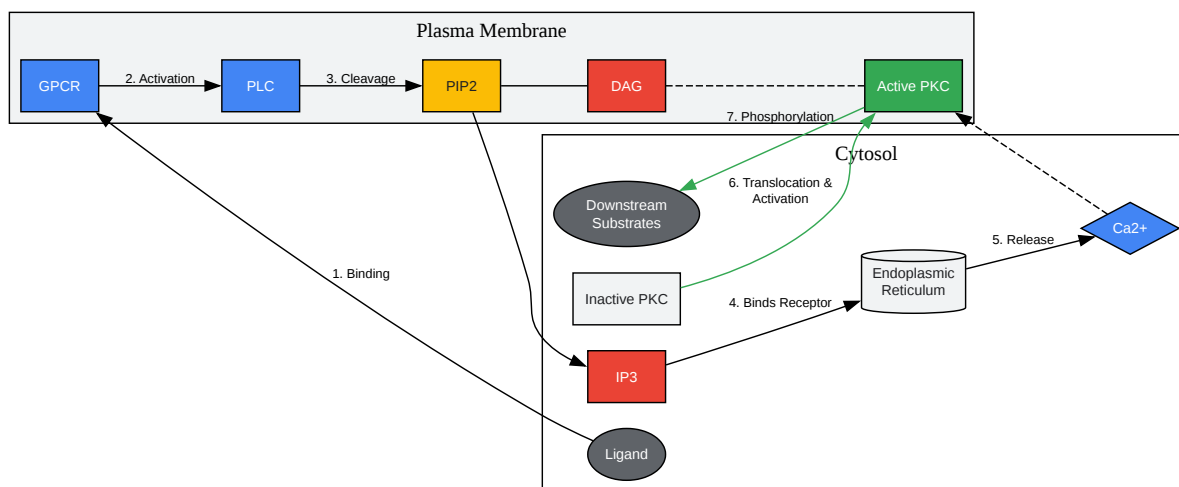 Plasma Membrane
GPCR
2. Activation
PLC
3. Cleavage
PIP2
DAG
Active PKC
7. Phosphorylation
Cytosol
6. Translocation &
Activation
Downstream
Substrates
Ca2+
5. Release
1. Binding
Inactive PKC
Endoplasmic
Reticulum
4. Binds Receptor
IP3
Ligand